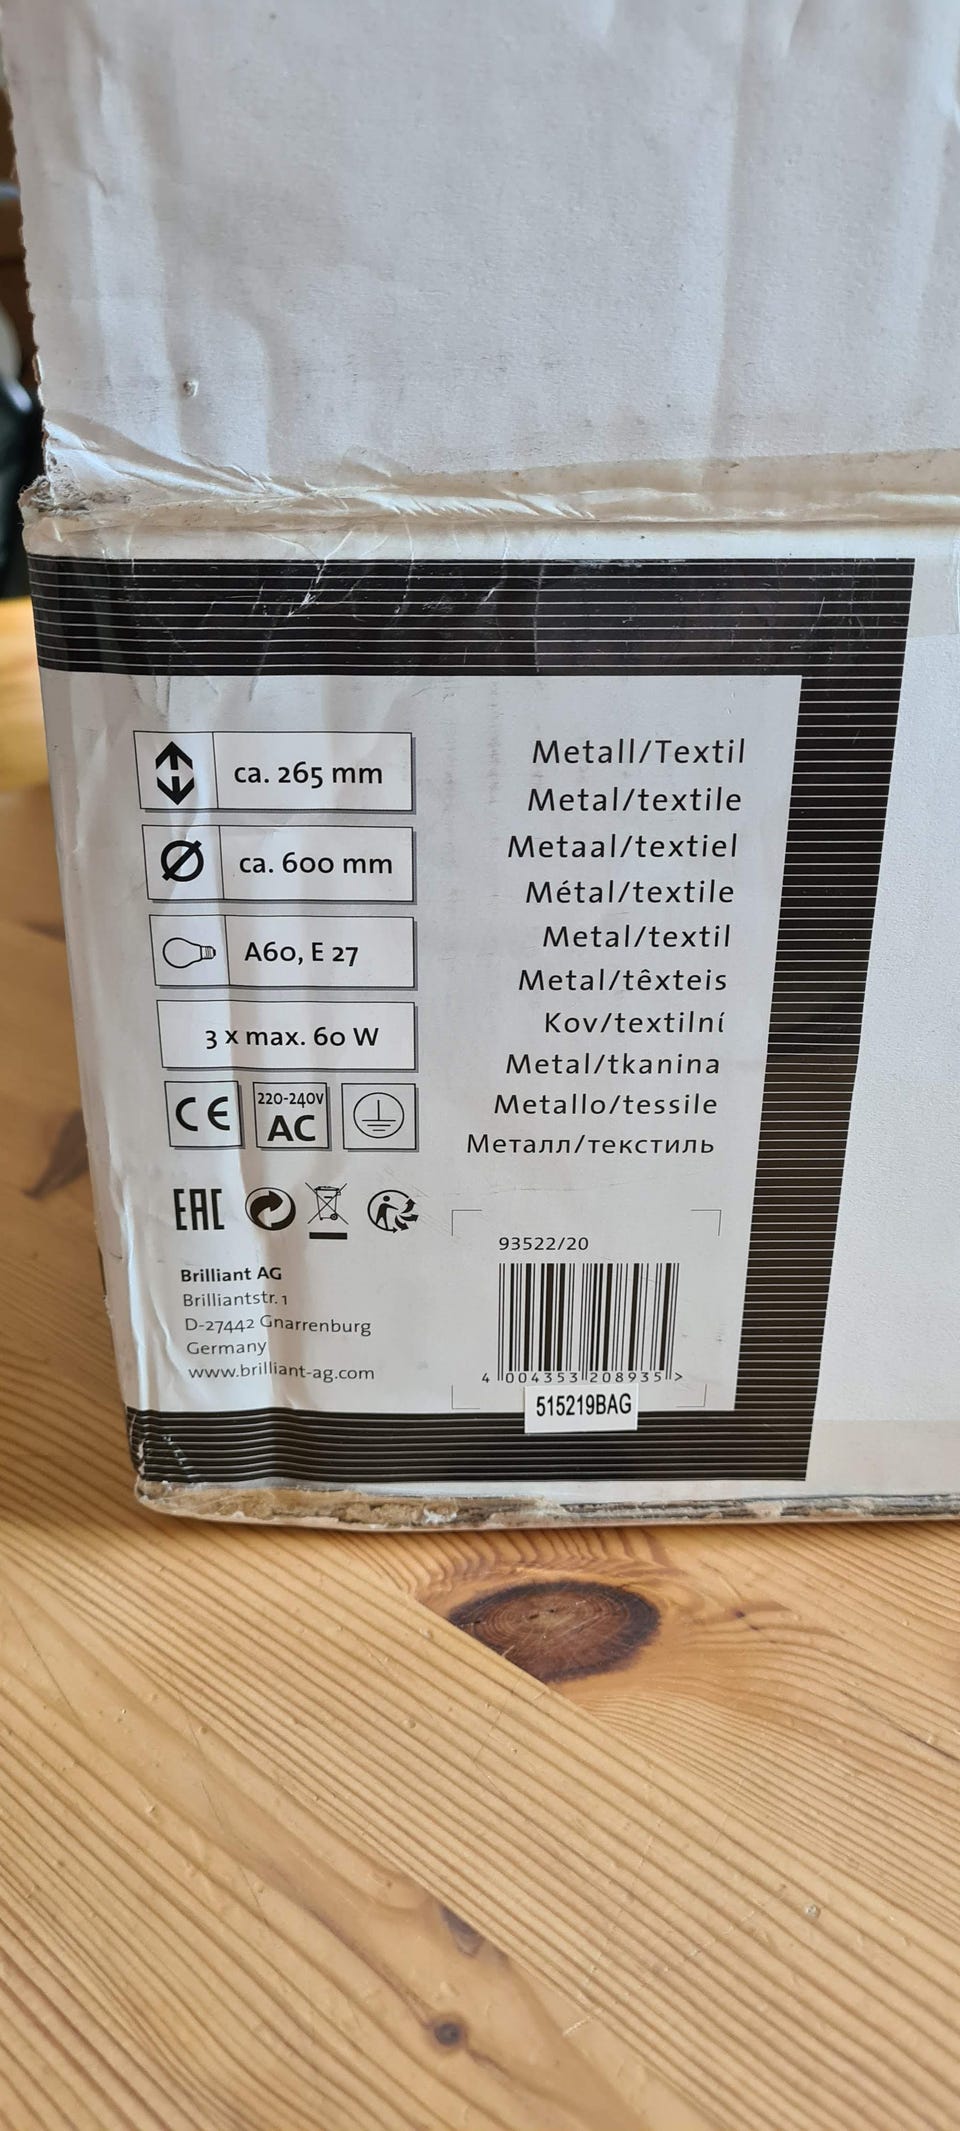 ca. 265 mm
ca. 600 mm
A60, E 27
3 x max. 60 W
CE
220-240V
AC
EAC
Brilliant AG
Brilliantstr. 1
D-27442 Gnarrenburg
Germany
www.brilliant-ag.com
Metall/Textil
Metal/textile
Metaal/textiel
Métal/textile
Metal/textil
Metal/têxteis
Kov/textilní
Metal/tkanina
Metallo/tessile
Металл/текстиль
93522/20
4 004353 208935 >
515219BAG